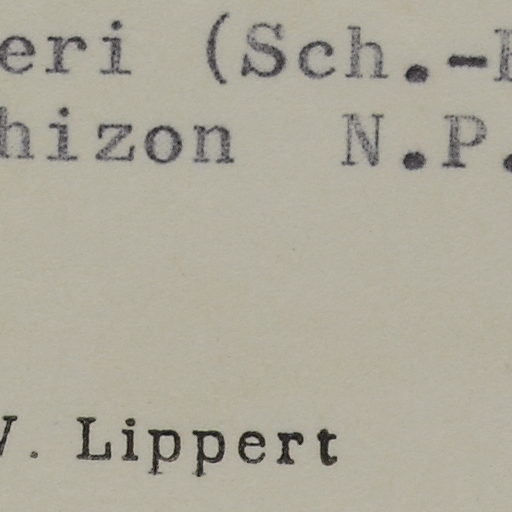 eri (Sch.-
hizon N.P.
. Lippert